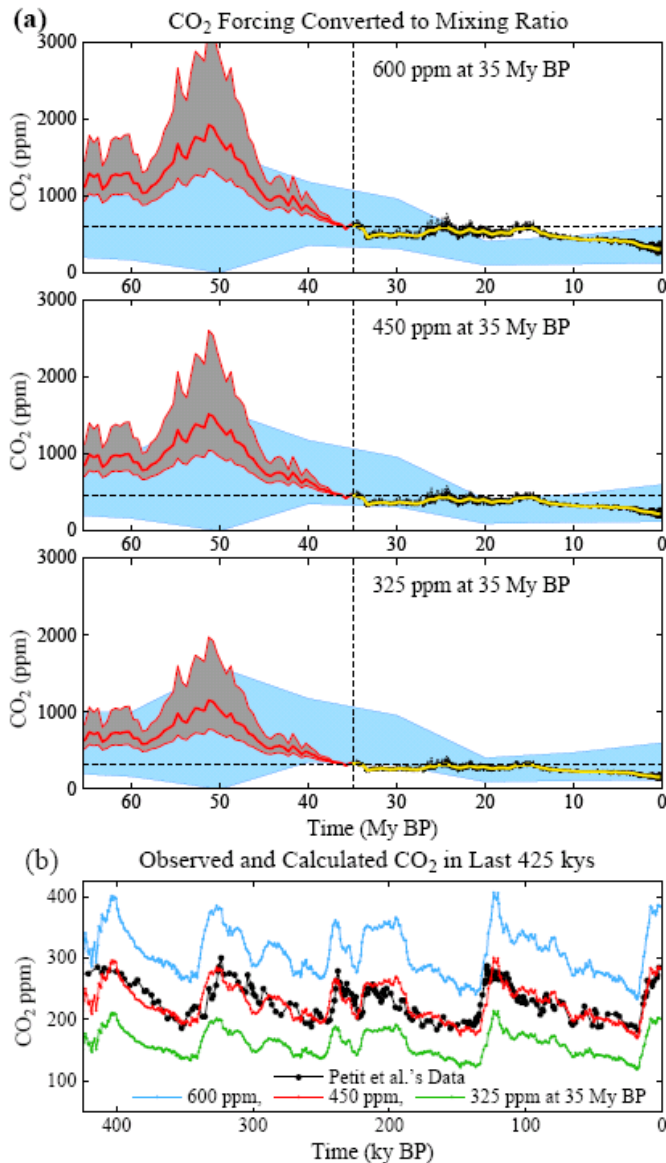 (a) CO₂ Forcing Converted to Mixing Ratio
3000
2000
1000
0
CO₂ (ppm)
600 ppm at 35 My BP
60 50 40 30 20 10 0
3000
2000
1000
0
CO₂ (ppm)
450 ppm at 35 My BP
60 50 40 30 20 10 0
3000
2000
1000
0
CO₂ (ppm)
325 ppm at 35 My BP
60 50 40 30 20 10 0
Time (My BP)
(b) Observed and Calculated CO₂ in Last 425 kys
400
300
200
100
CO₂ ppm)
Petit et al.'s Data
600 ppm, 450 ppm, 325 ppm at 35 My BP
400 300 200 100 0
Time (ky BP)